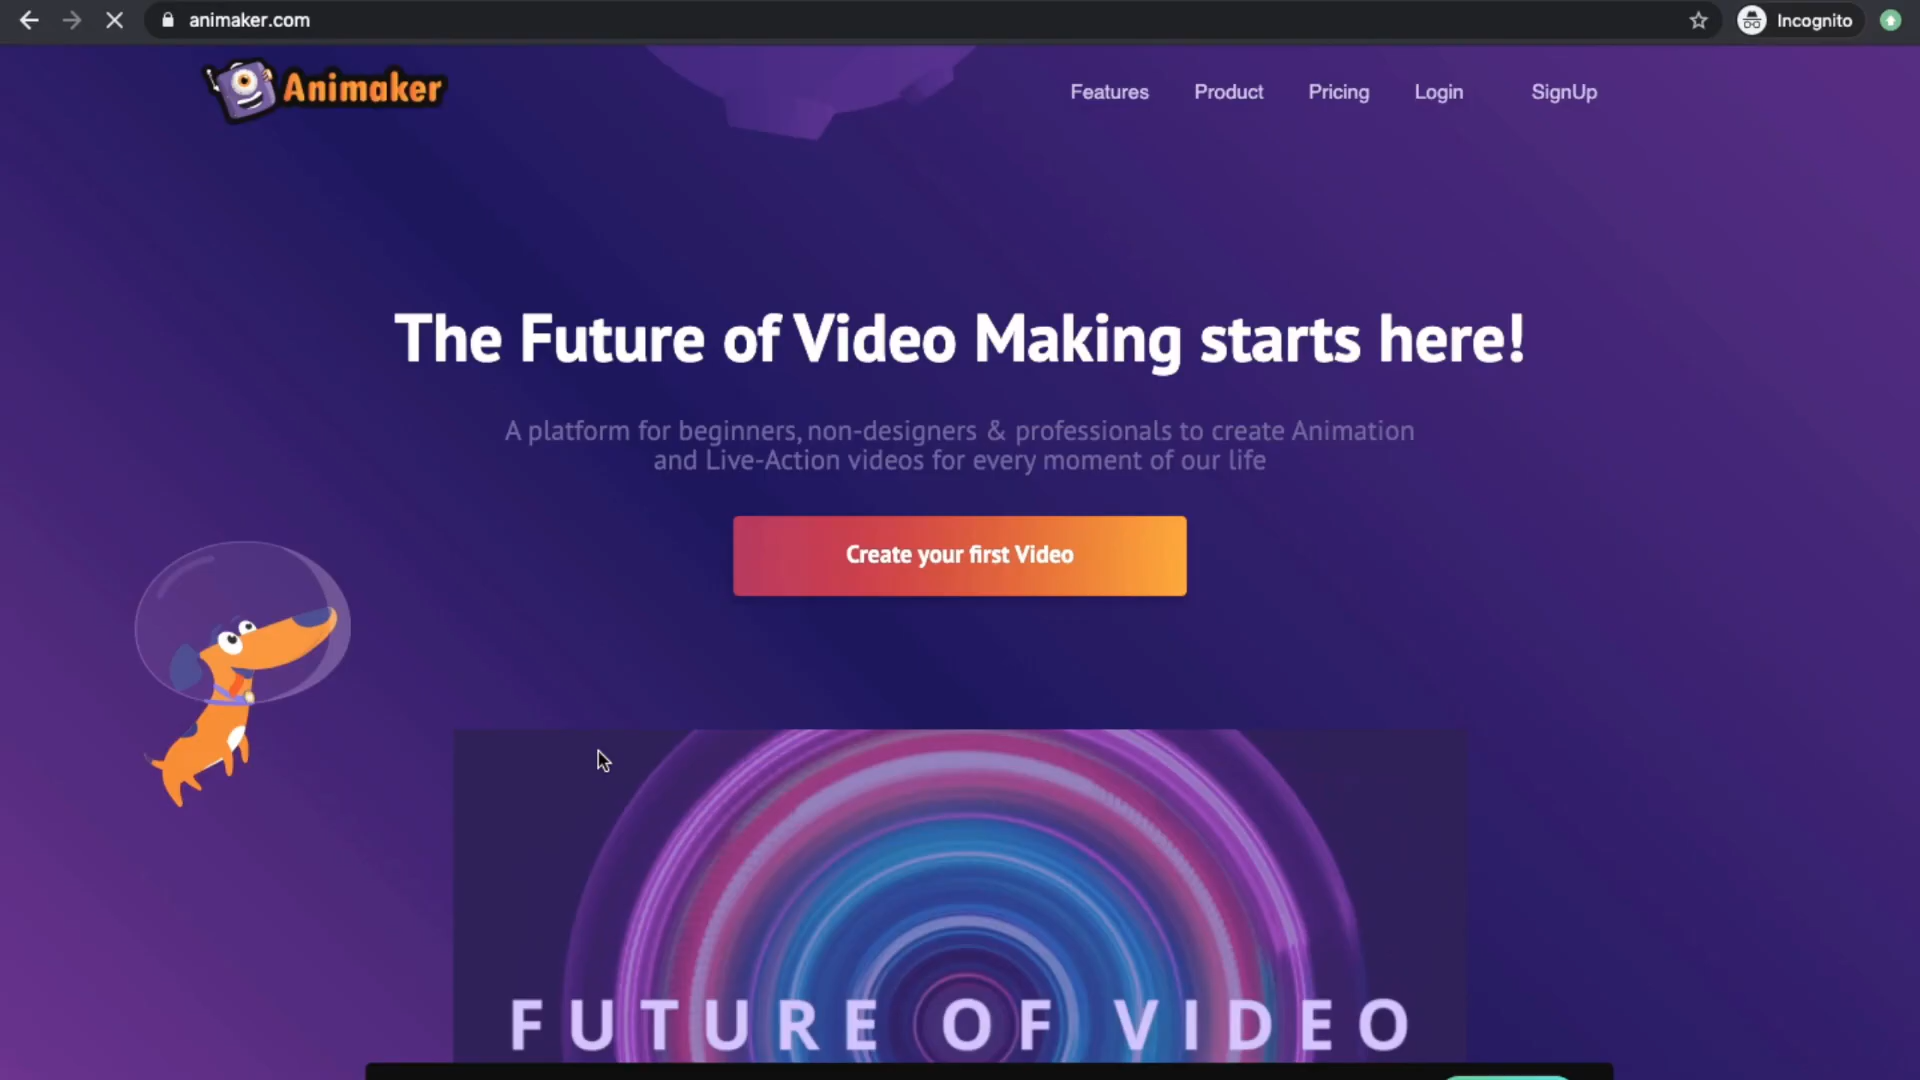 animaker.com
Incognito
Animaker
Features
Product
Pricing
Login
SignUp
The Future of Video Making starts here!
A platform for beginners, non-designers & professionals to create Animation
and Live-Action videos for every moment of our life
Create your first Video
FUTURE OF VIDEO